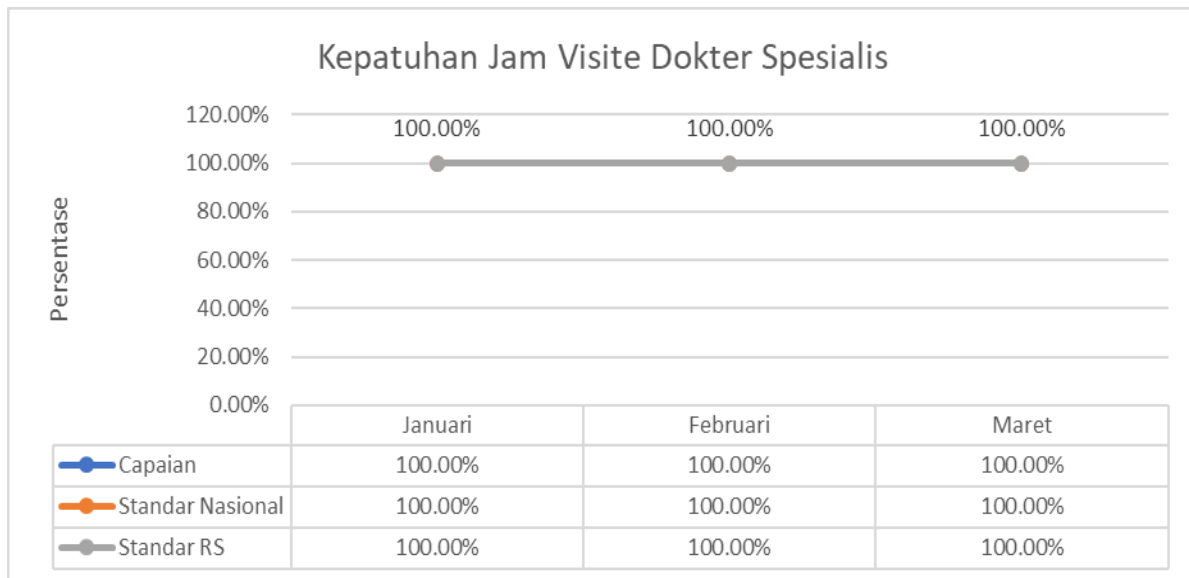 Kepatuhan Jam Visite Dokter Spesialis
Persentase
120.00%
100.00%
80.00%
60.00%
40.00%
20.00%
0.00%
100.00% 100.00% 100.00%
Januari Februari Maret
Capaian 100.00% 100.00% 100.00%
Standar Nasional 100.00% 100.00% 100.00%
Standar RS 100.00% 100.00% 100.00%